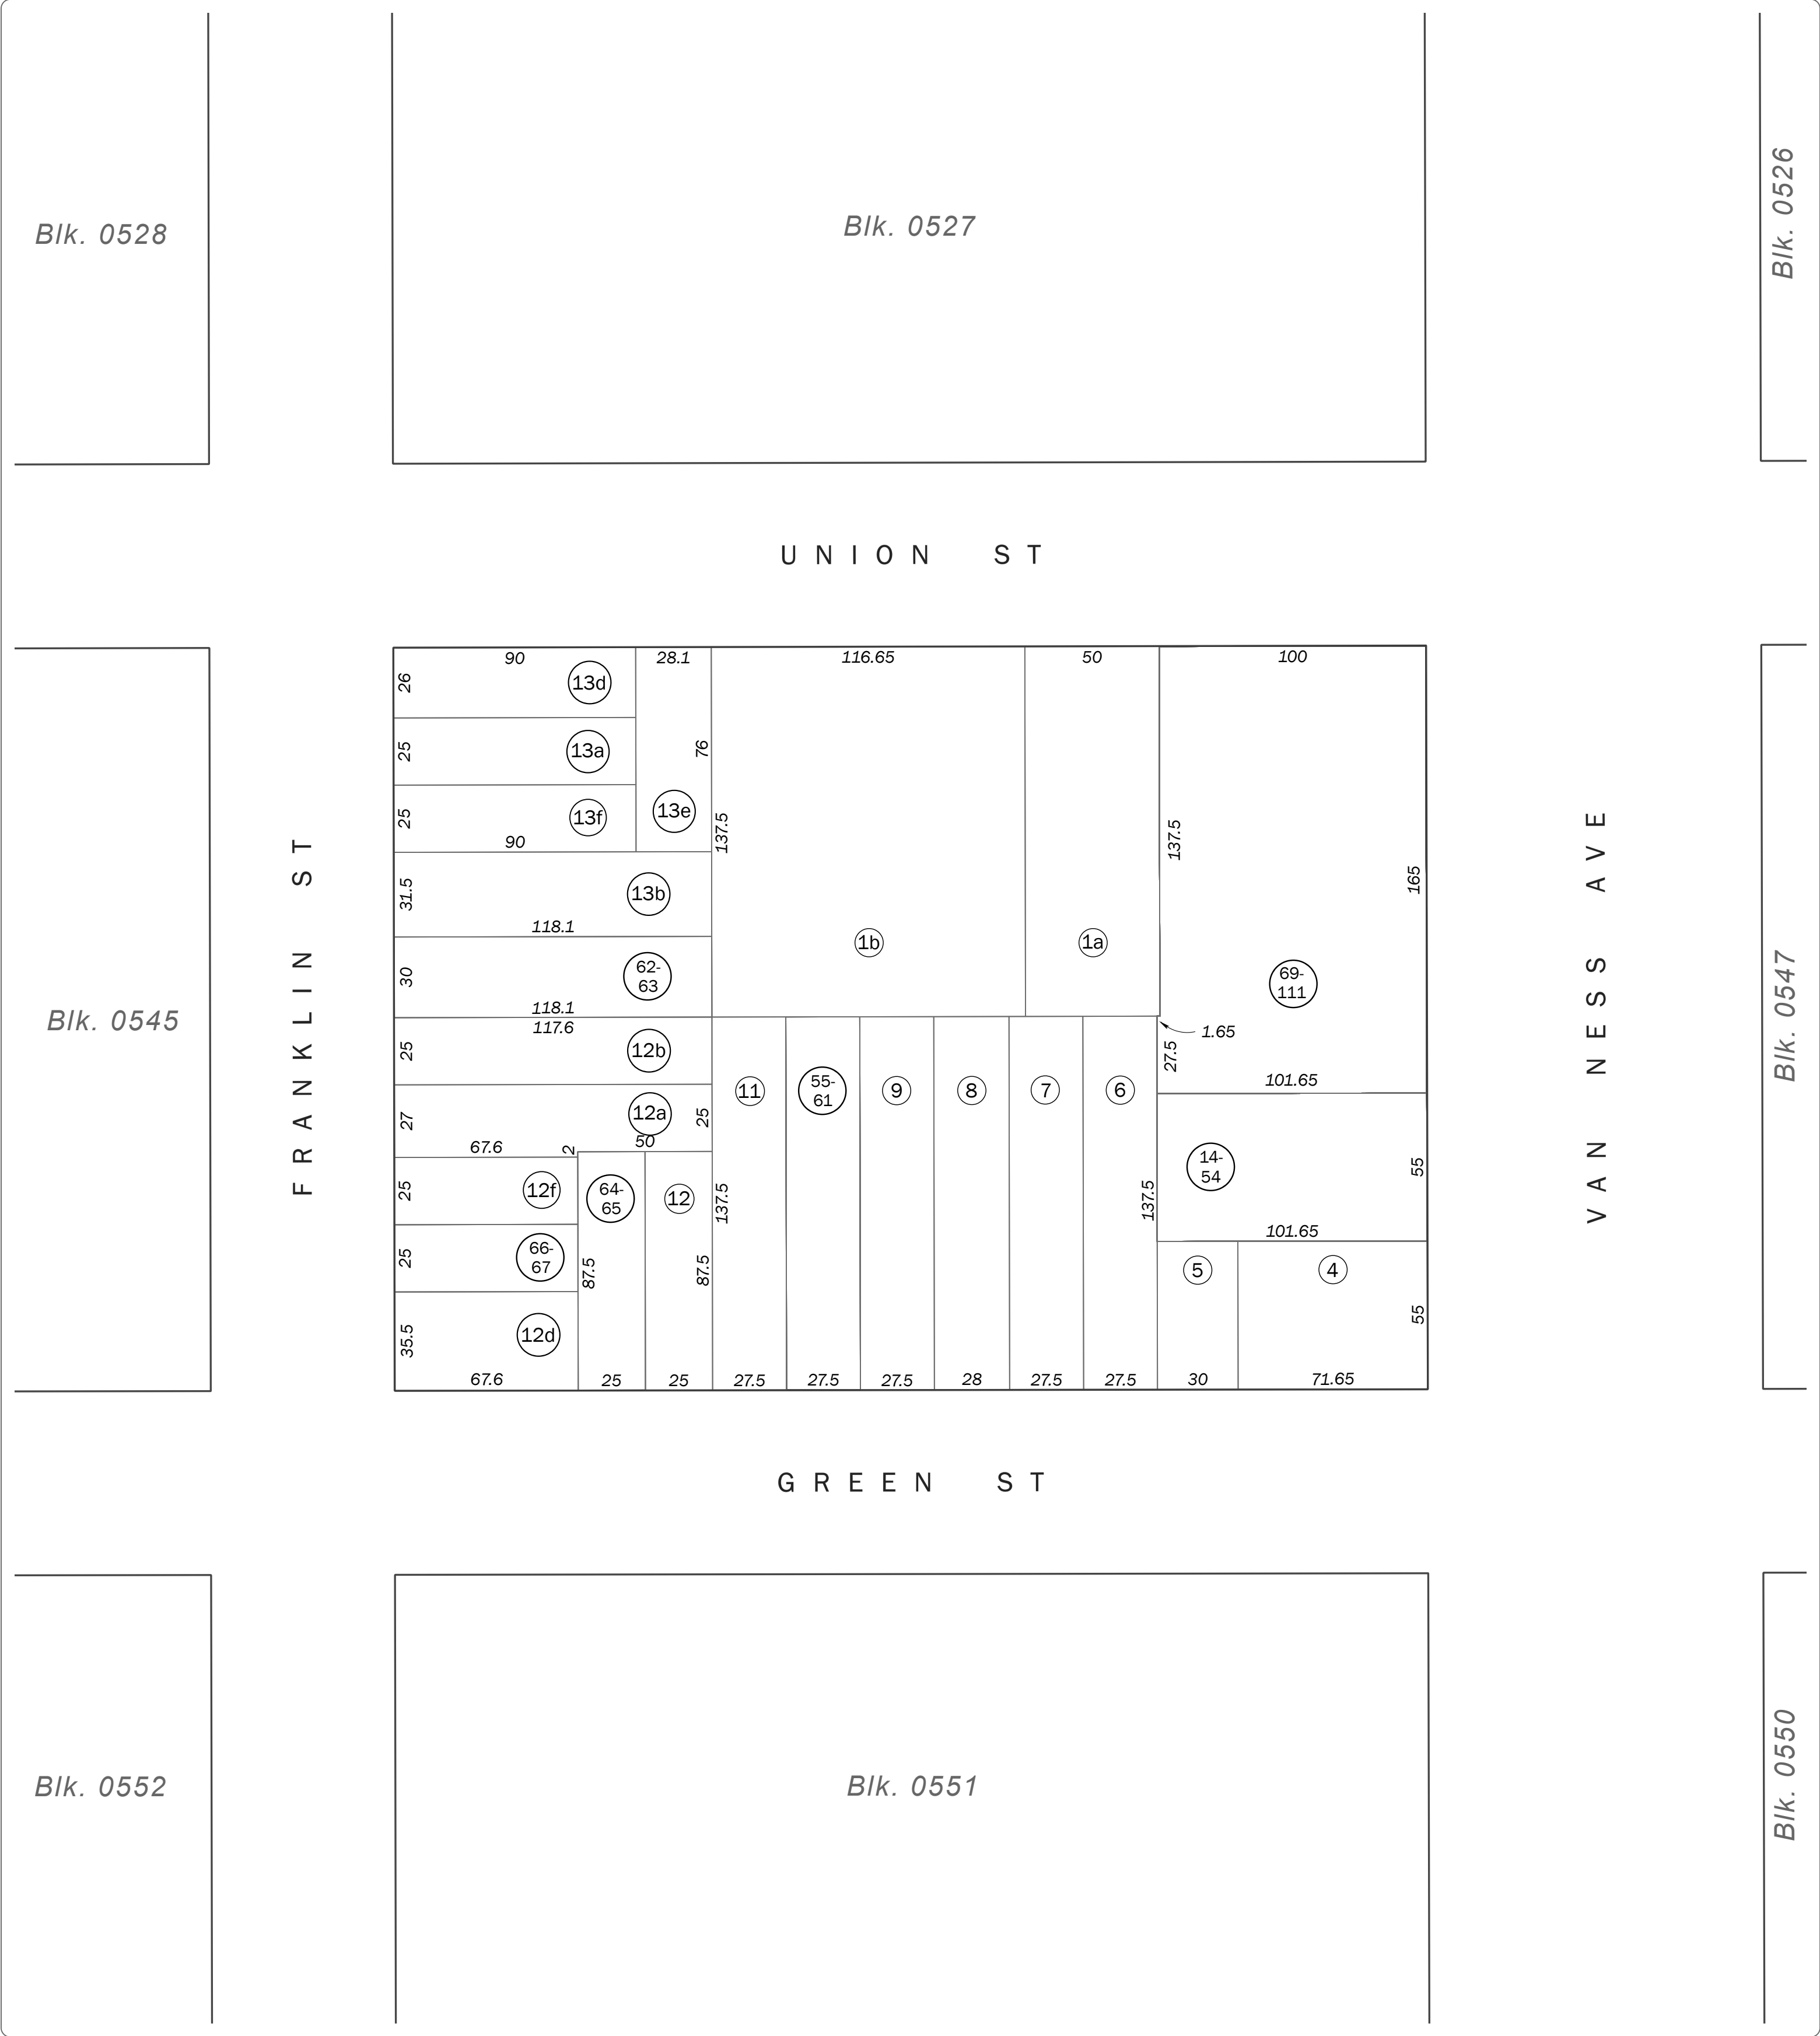 Blk. 0528
Blk. 0527
Blk. 0526
UNION ST
90
28.1
116.65
50
100
26
13d
25
13a
76
25
13f
13e
90
137.5
137.5
165
31.5
13b
118.1
1b
1a
30
62-
63
118.1
69-
111
FRANKLIN ST
VAN NESS AVE
Blk. 0545
Blk. 0547
117.6
1.65
25
12b
27.5
101.65
11
55-
61
9
8
7
6
27
12a
25
50
67.6
2
14-
54
55
25
12f
64-
65
12
137.5
137.5
101.65
25
66-
67
87.5
87.5
5
4
55
35.5
12d
67.6
25
25
27.5
27.5
27.5
28
27.5
27.5
30
71.65
GREEN ST
Blk. 0552
Blk. 0551
Blk. 0550